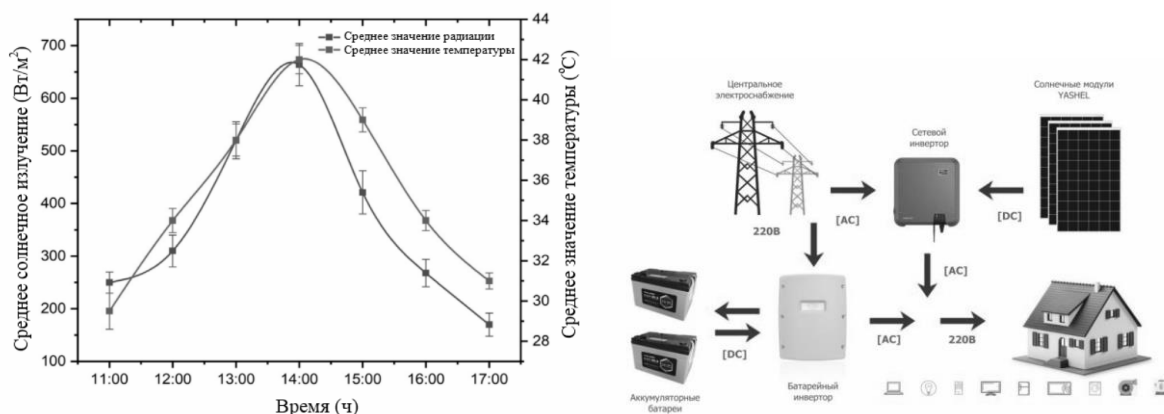 Среднее солнечное излучение (Вт/м²)
700
600
500
400
300
200
100
Среднее значение радиации
Среднее значение температуры
44
42
40
38
36
34
32
30
28
Среднее значение температуры (°C)
11:00 12:00 13:00 14:00 15:00 16:00 17:00
Время (ч)
Центральное
электроснабжение
Сетевой
инвертор
Солнечные модули
YASHEL
[AC]
[DC]
220В
[AC]
[DC]
[AC]
220В
Аккумуляторные
батареи
Батарейный
инвертор